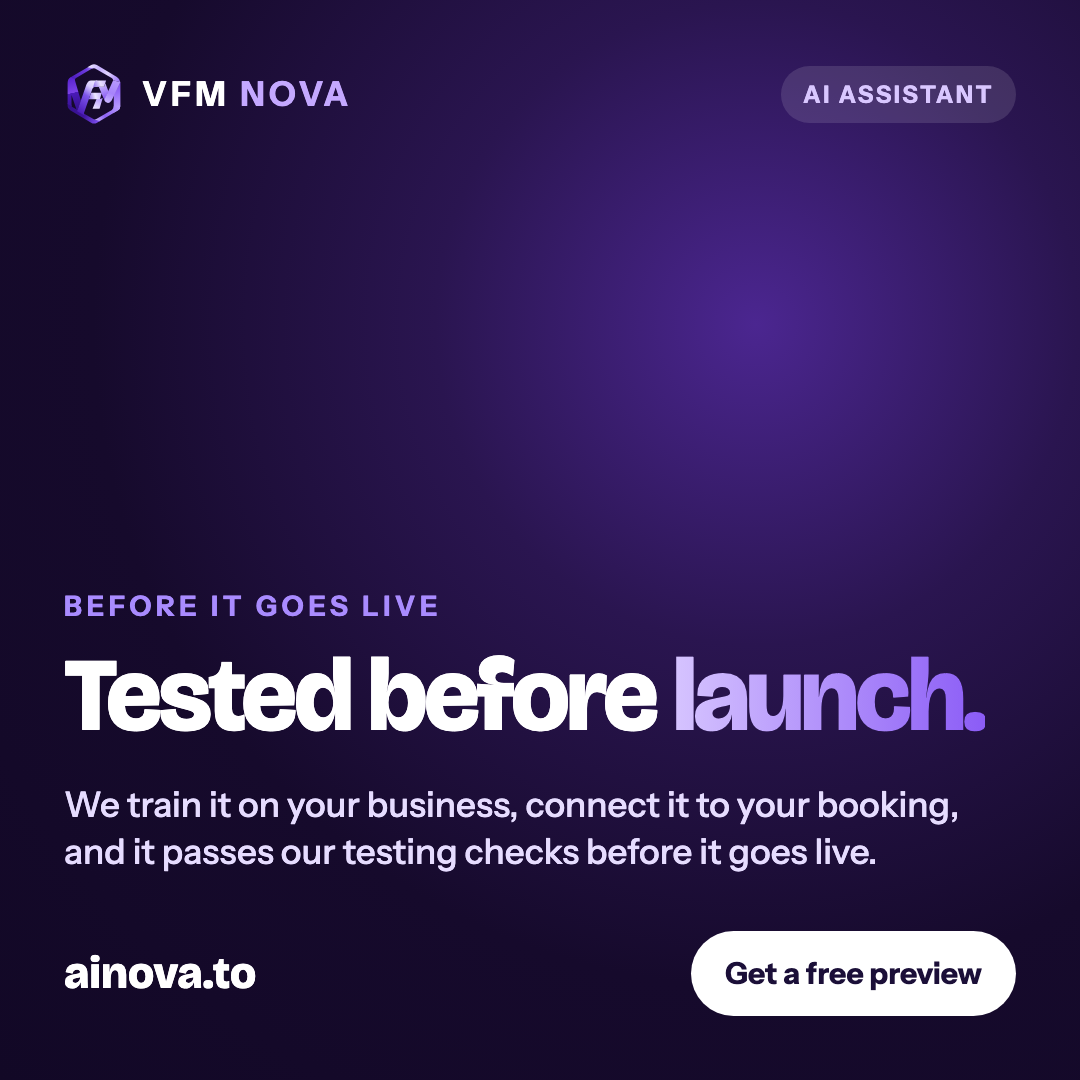 VFM NOVA
AI ASSISTANT
BEFORE IT GOES LIVE
Tested before launch.
We train it on your business, connect it to your booking,
and it passes our testing checks before it goes live.
ainova.to
Get a free preview